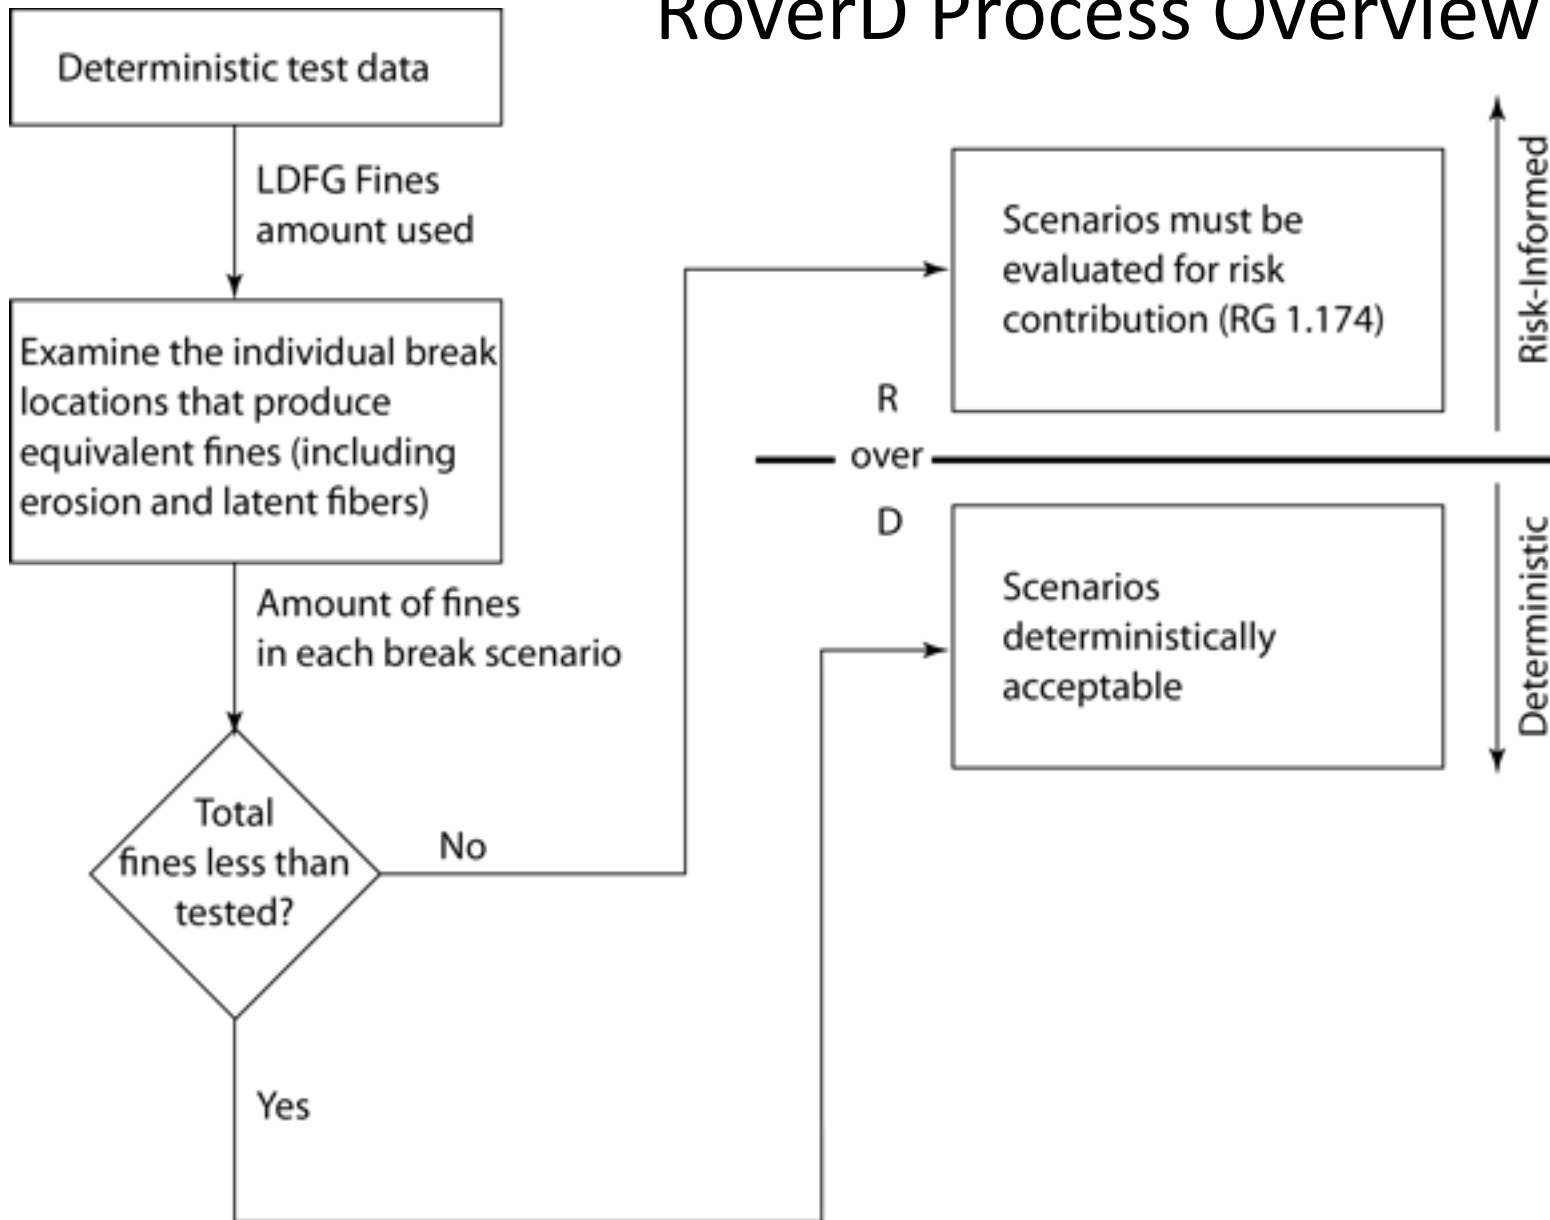 RoverD Process Overview
Deterministic test data
LDFG Fines
amount used
Examine the individual break
locations that produce
equivalent fines (including
erosion and latent fibers)
Amount of fines
in each break scenario
Total
fines less than
tested?
No
Yes
Scenarios must be
evaluated for risk
contribution (RG 1.174)
R
over
D
Scenarios
deterministically
acceptable
Risk-Informed
Deterministic